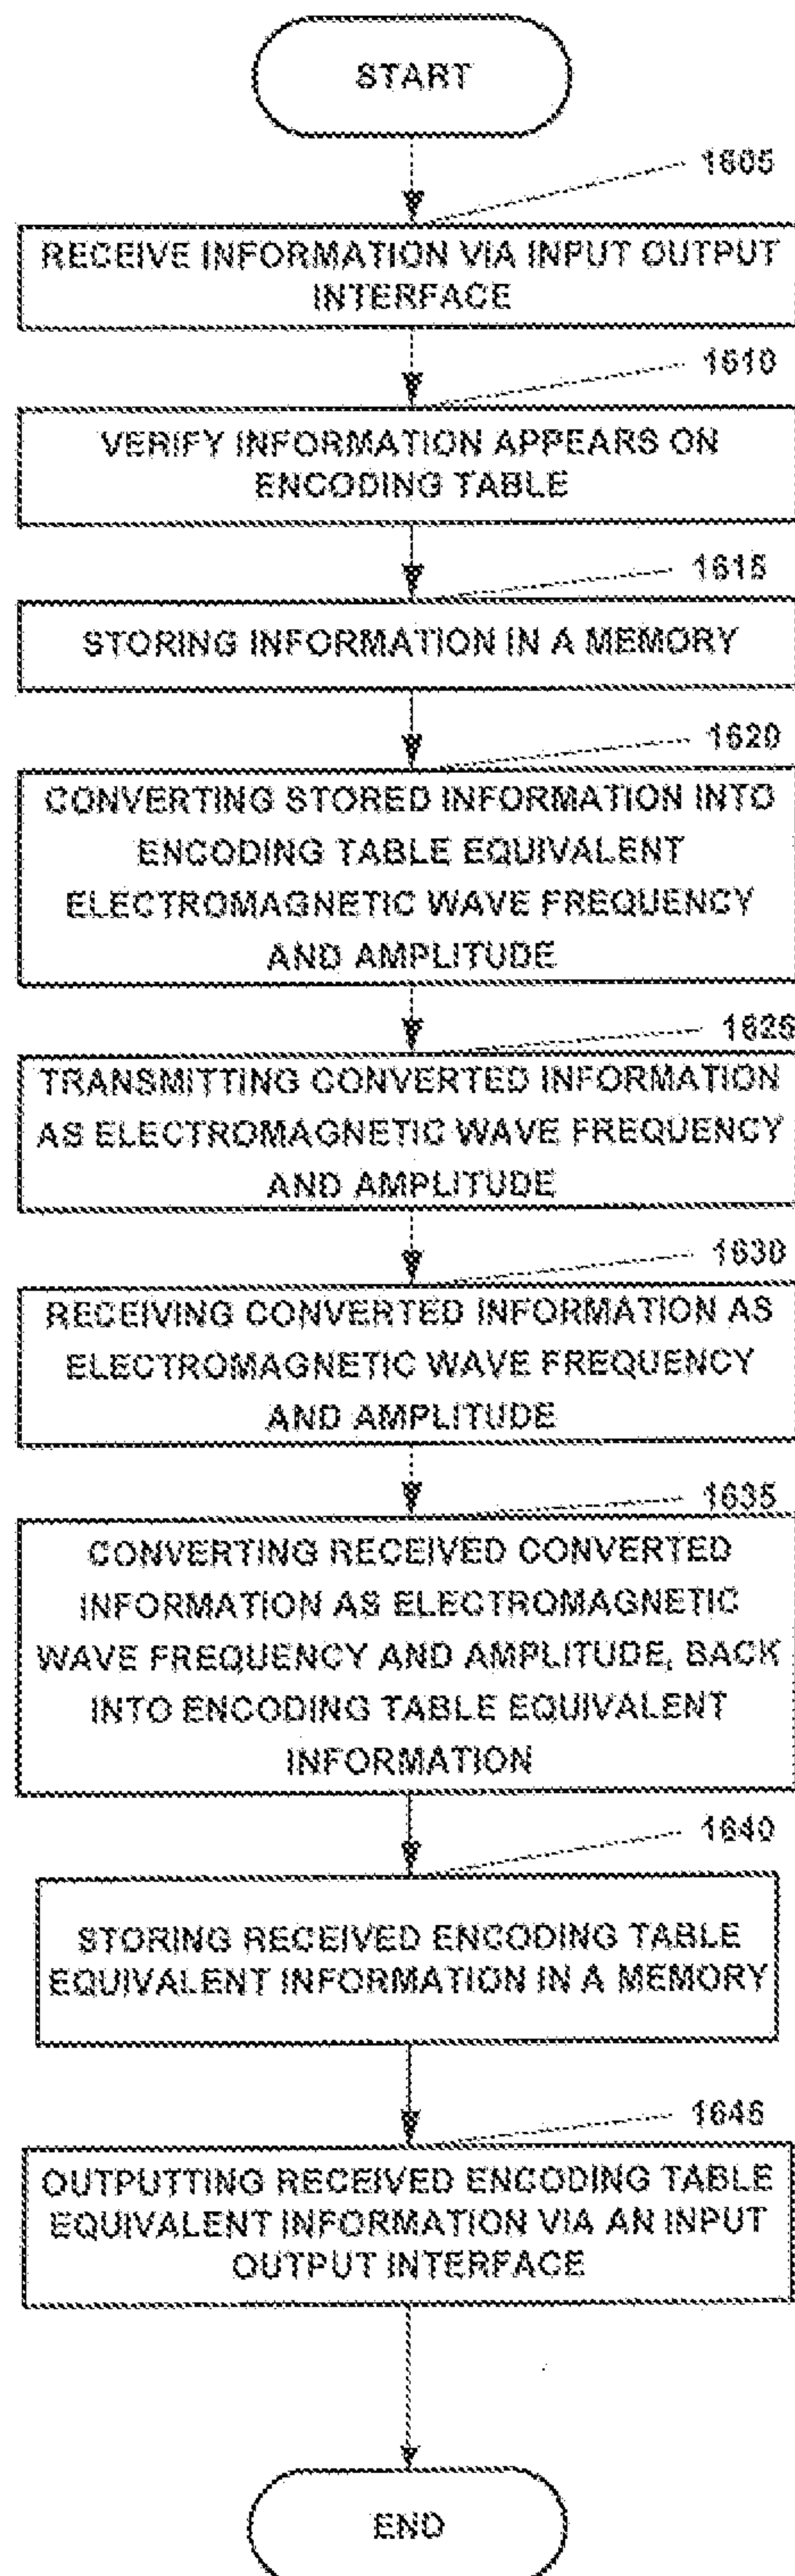 START
1605
RECEIVE INFORMATION VIA INPUT OUTPUT
INTERFACE
1610
VERIFY INFORMATION APPEARS ON
ENCODING TABLE
1615
STORING INFORMATION IN A MEMORY
1620
CONVERTING STORED INFORMATION INTO
ENCODING TABLE EQUIVALENT
ELECTROMAGNETIC WAVE FREQUENCY
AND AMPLITUDE
1625
TRANSMITTING CONVERTED INFORMATION
AS ELECTROMAGNETIC WAVE FREQUENCY
AND AMPLITUDE
1630
RECEIVING CONVERTED INFORMATION AS
ELECTROMAGNETIC WAVE FREQUENCY
AND AMPLITUDE
1635
CONVERTING RECEIVED CONVERTED
INFORMATION AS ELECTROMAGNETIC
WAVE FREQUENCY AND AMPLITUDE, BACK
INTO ENCODING TABLE EQUIVALENT
INFORMATION
1640
STORING RECEIVED ENCODING TABLE
EQUIVALENT INFORMATION IN A MEMORY
1645
OUTPUTTING RECEIVED ENCODING TABLE
EQUIVALENT INFORMATION VIA AN INPUT
OUTPUT INTERFACE
END